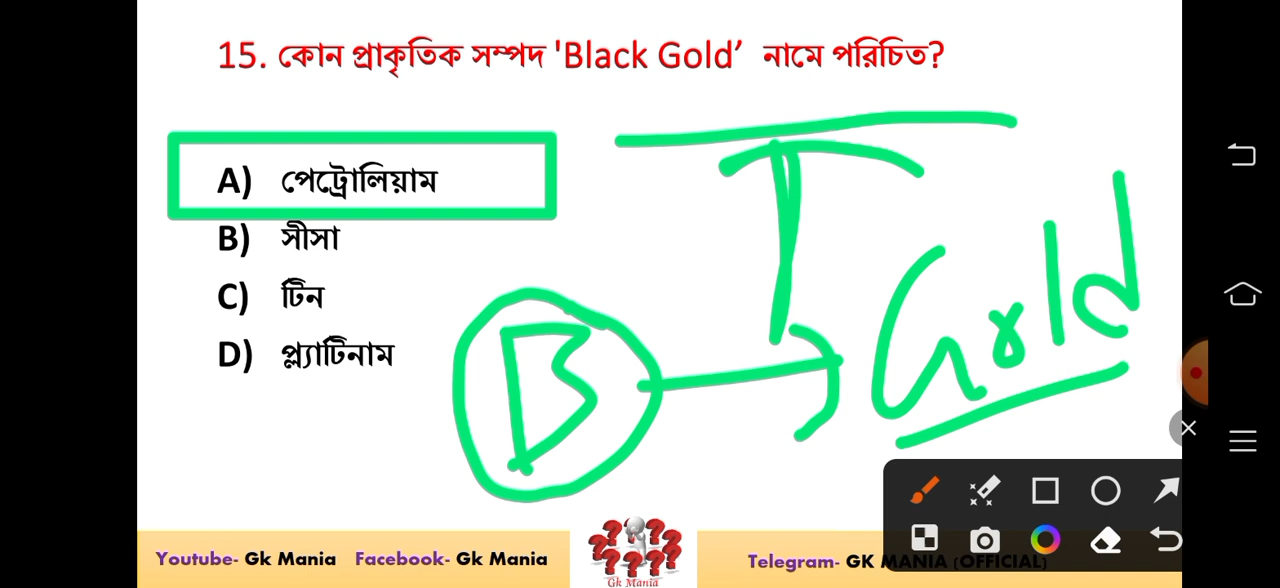 15. কোন প্রাকৃতিক সম্পদ 'Black Gold’ নামে পরিচিত?
A) পেট্রোলিয়াম
B) সীসা
C) টিন
D) প্ল্যাটিনাম
B Gold
Youtube- Gk Mania Facebook- Gk Mania
Gk Mania
Telegram- GK MANIA (OFFICIAL)